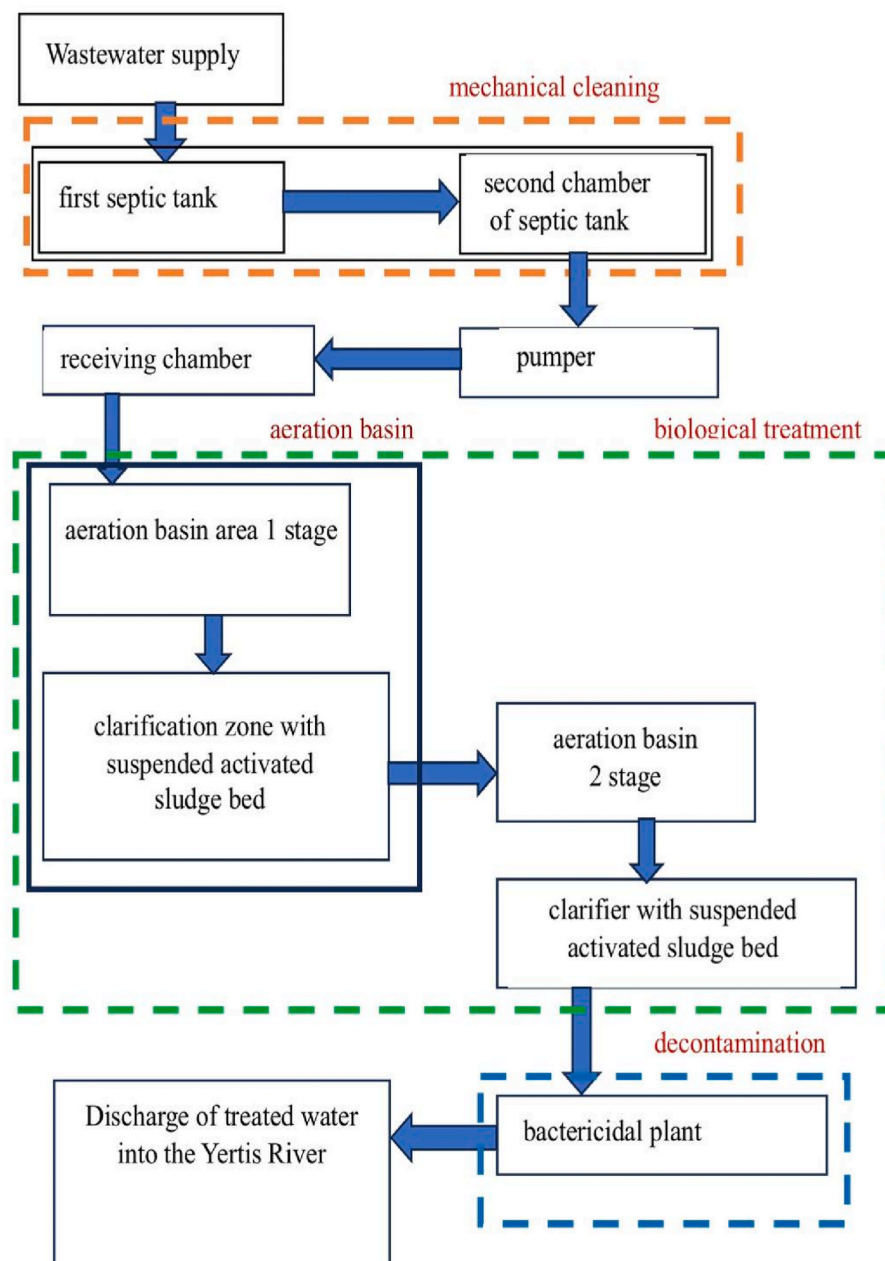 Wastewater supply
mechanical cleaning
first septic tank
second chamber
of septic tank
pumper
receiving chamber
aeration basin
biological treatment
aeration basin area 1 stage
clarification zone with
suspended activated
sludge bed
aeration basin
2 stage
clarifier with suspended
activated sludge bed
decontamination
bactericidal plant
Discharge of treated water
into the Yertis River